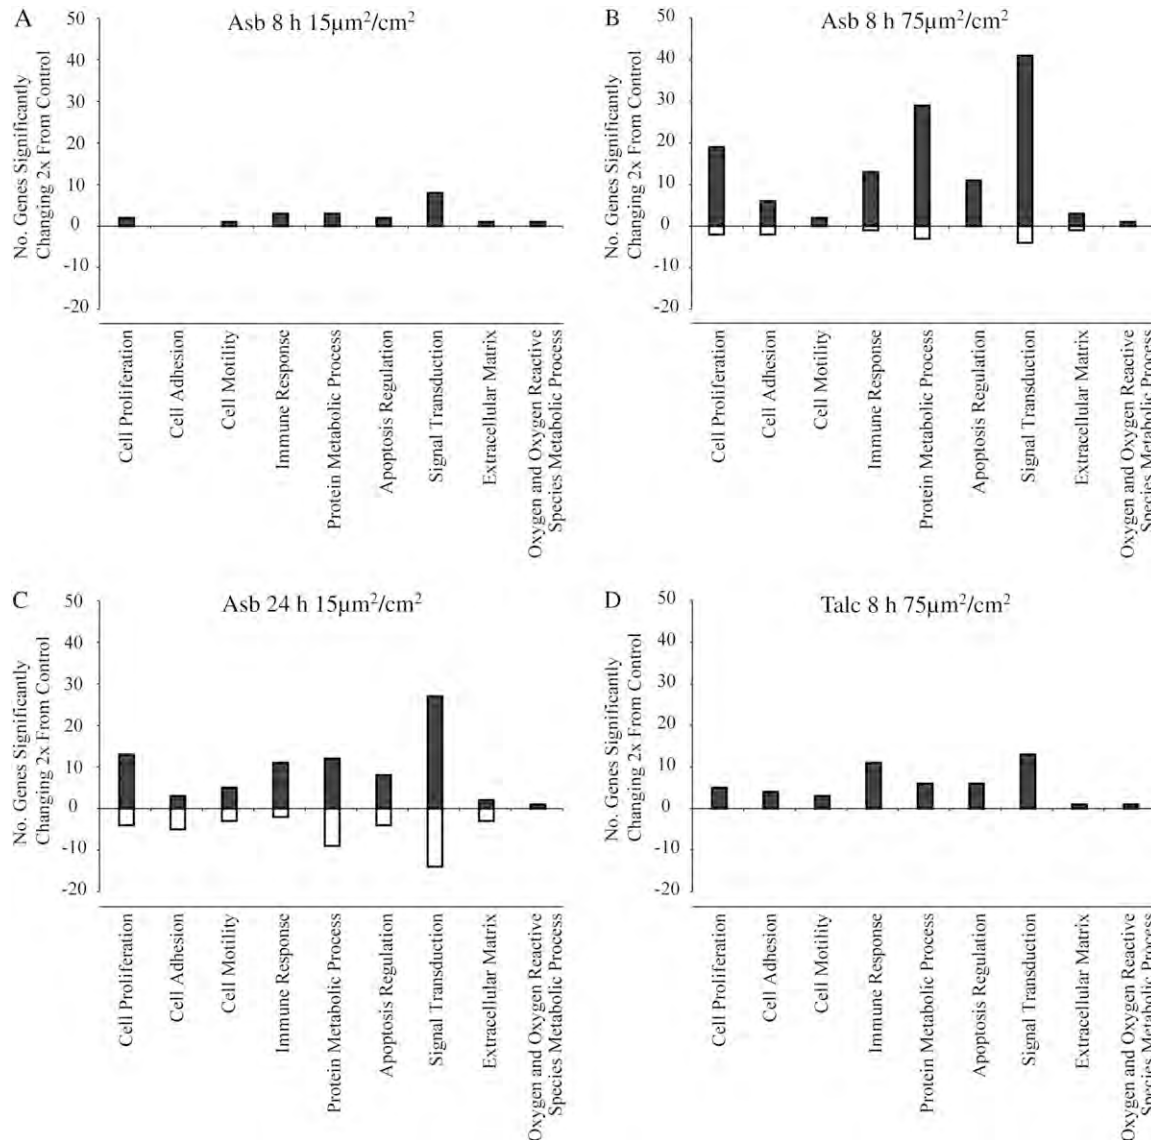 A
Asb 8 h 15µm²/cm²
No. Genes Significantly
Changing 2x From Control
50
40
30
20
10
0
-10
-20
Cell Proliferation
Cell Adhesion
Cell Motility
Immune Response
Protein Metabolic Process
Apoptosis Regulation
Signal Transduction
Extracellular Matrix
Oxygen and Oxygen Reactive
Species Metabolic Process
B
Asb 8 h 75µm²/cm²
No. Genes Significantly
Changing 2x From Control
50
40
30
20
10
0
-10
-20
Cell Proliferation
Cell Adhesion
Cell Motility
Immune Response
Protein Metabolic Process
Apoptosis Regulation
Signal Transduction
Extracellular Matrix
Oxygen and Oxygen Reactive
Species Metabolic Process
C
Asb 24 h 15µm²/cm²
No. Genes Significantly
Changing 2x From Control
50
40
30
20
10
0
-10
-20
Cell Proliferation
Cell Adhesion
Cell Motility
Immune Response
Protein Metabolic Process
Apoptosis Regulation
Signal Transduction
Extracellular Matrix
Oxygen and Oxygen Reactive
Species Metabolic Process
D
Talc 8 h 75µm²/cm²
No. Genes Significantly
Changing 2x From Control
50
40
30
20
10
0
-10
-20
Cell Proliferation
Cell Adhesion
Cell Motility
Immune Response
Protein Metabolic Process
Apoptosis Regulation
Signal Transduction
Extracellular Matrix
Oxygen and Oxygen Reactive
Species Metabolic Process